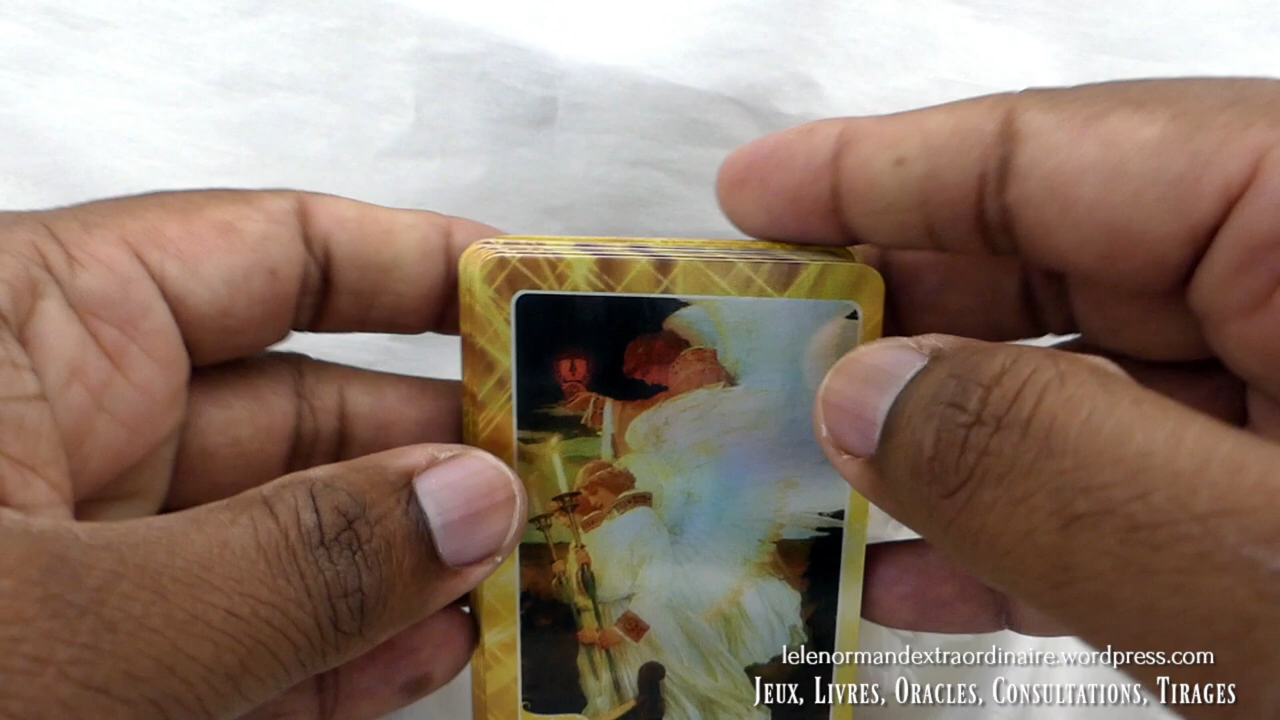 lelenormandextraordinaire.wordpress.com
Jeux, Livres, Oracles, Consultations, Tirages